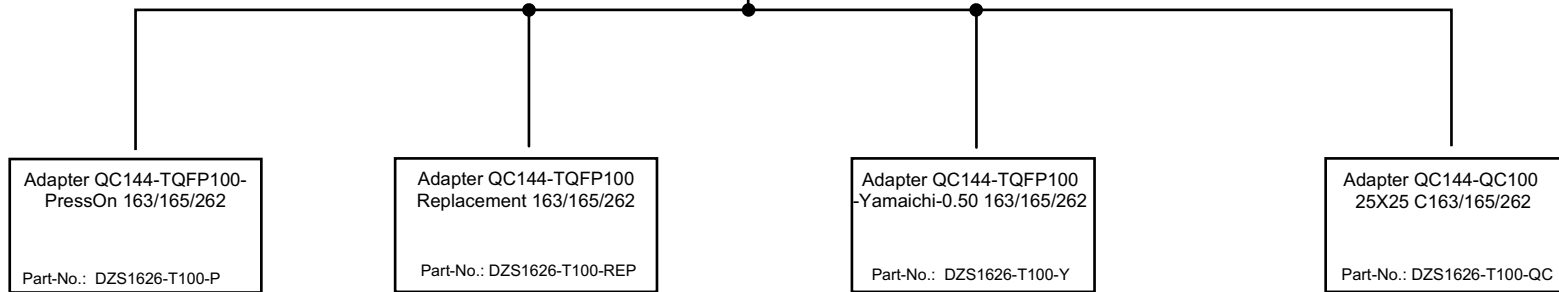 Adapter QC144-TQFP100-
PressOn 163/165/262
Part-No.: DZS1626-T100-P
Adapter QC144-TQFP100
Replacement 163/165/262
Part-No.: DZS1626-T100-REP
Adapter QC144-TQFP100
-Yamaichi-0.50 163/165/262
Part-No.: DZS1626-T100-Y
Adapter QC144-QC100
25X25 C163/165/262
Part-No.: DZS1626-T100-QC